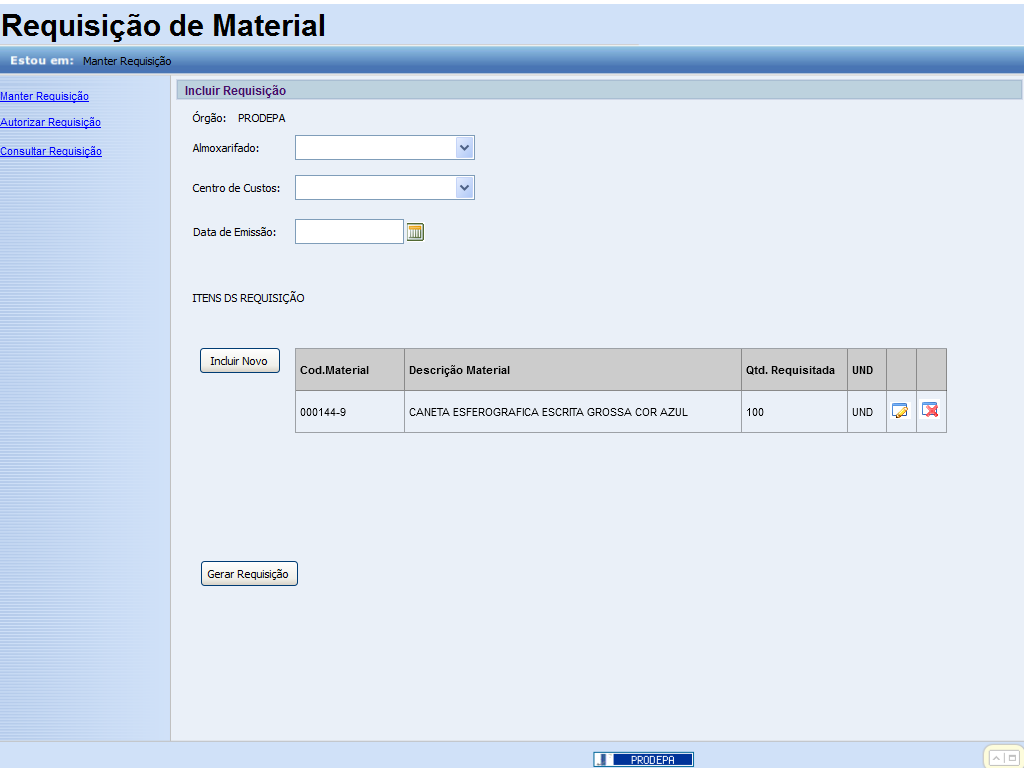 Requisição de Material
Estou em: Manter Requisição
Manter Requisição
Autorizar Requisição
Consultar Requisição
Incluir Requisição
Órgão: PRODEPA
Almoxarifado:
Centro de Custos:
Data de Emissão:
ITENS DS REQUISIÇÃO
Incluir Novo
Cod.Material Descrição Material Qtd. Requisitada UND
000144-9 CANETA ESFEROGRAFICA ESCRITA GROSSA COR AZUL 100 UND
Gerar Requisição
PRODEPA